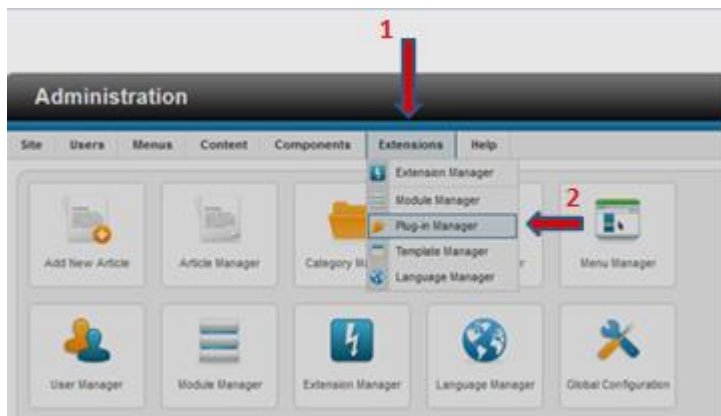 1
Administration
Site Users Menus Content Components Extensions Help
Extension Manager
Module Manager
Plug-in Manager
2
Template Manager
Language Manager
Add New Article Article Manager Category M r Menu Manager
User Manager Module Manager Extension Manager Language Manager Global Configuration